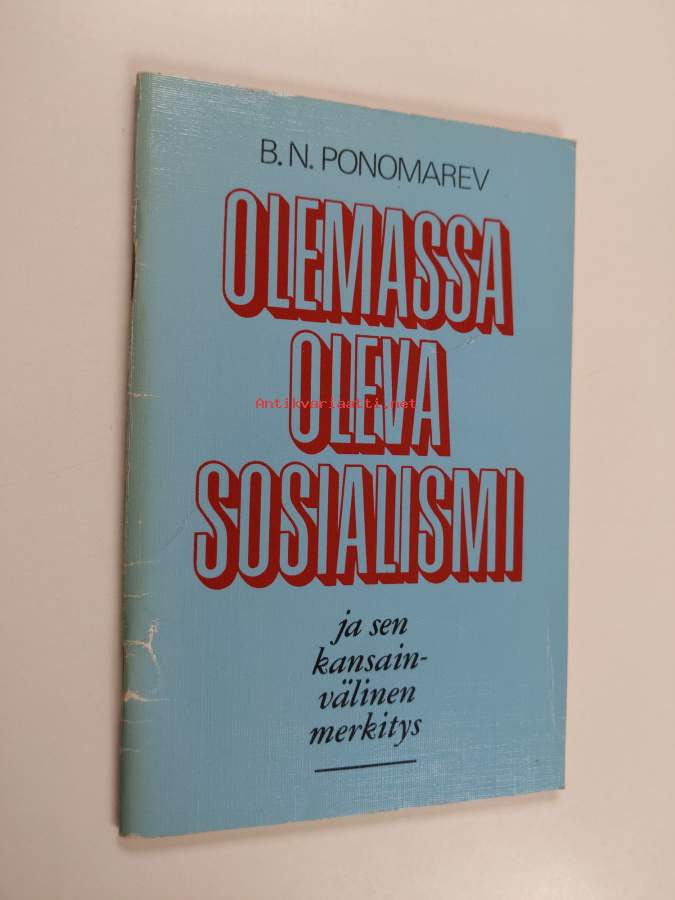 B. N. PONOMAREV
OLEMASSA
OLEVA
Antikvariaatti.net
SOSIALISMI
ja sen
kansain-
välinen
merkitys